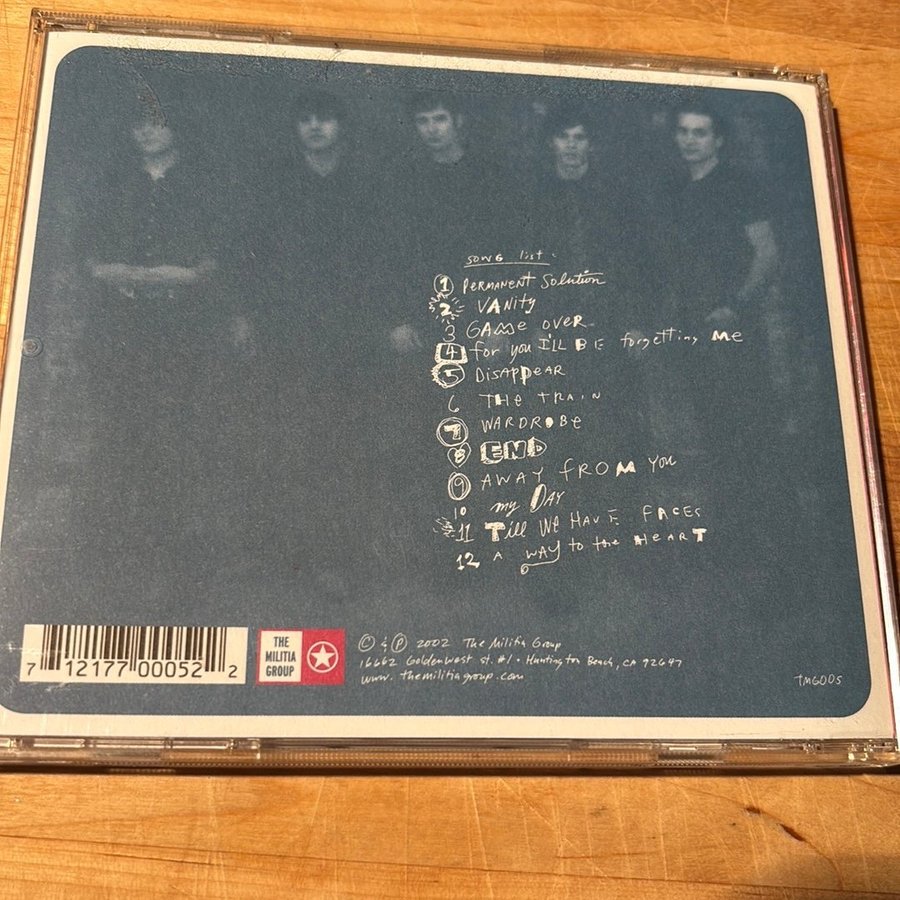 SONG list.
1 PERMANENT Solution
2 VANity
3 GAMe oveR
4 for you I'LL BE forgetting Me
5 DISAppEAR
6 THE TRAIN
7 WARDROBe
8 END
9 AWAY fROM You
10 my DAY
11 Till We HAVE FACES
12 A WAY to the HeART
7 12177 00052 2
THE
MILITIA
GROUP
© & ℗ 2002 The Militia Group
16662 Goldenwest St. #1 • Huntington Beach, CA 92647
www.themilitiagroup.com
TMG005